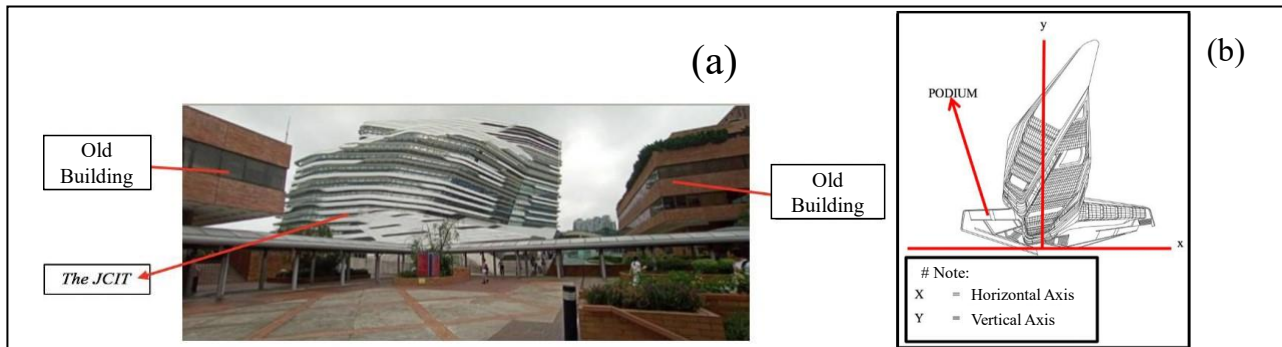 (a)
Old
Building
The JCIT
Old
Building
(b)
y
PODIUM
x
# Note:
X = Horizontal Axis
Y = Vertical Axis